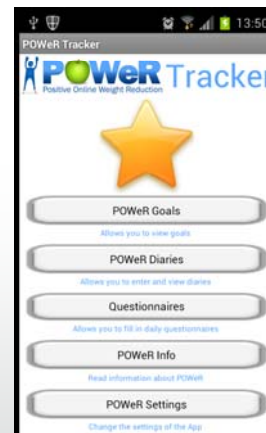 13:50
POWeR Tracker
POWeR Tracker
Positive Online Weight Reduction
POWeR Goals
Allows you to view goals
POWeR Diaries
Allows you to enter and view diaries
Questionnaires
Allows you to fill in daily questionnaires
POWeR Info
Read information about POWeR
POWeR Settings
Change the settings of the App